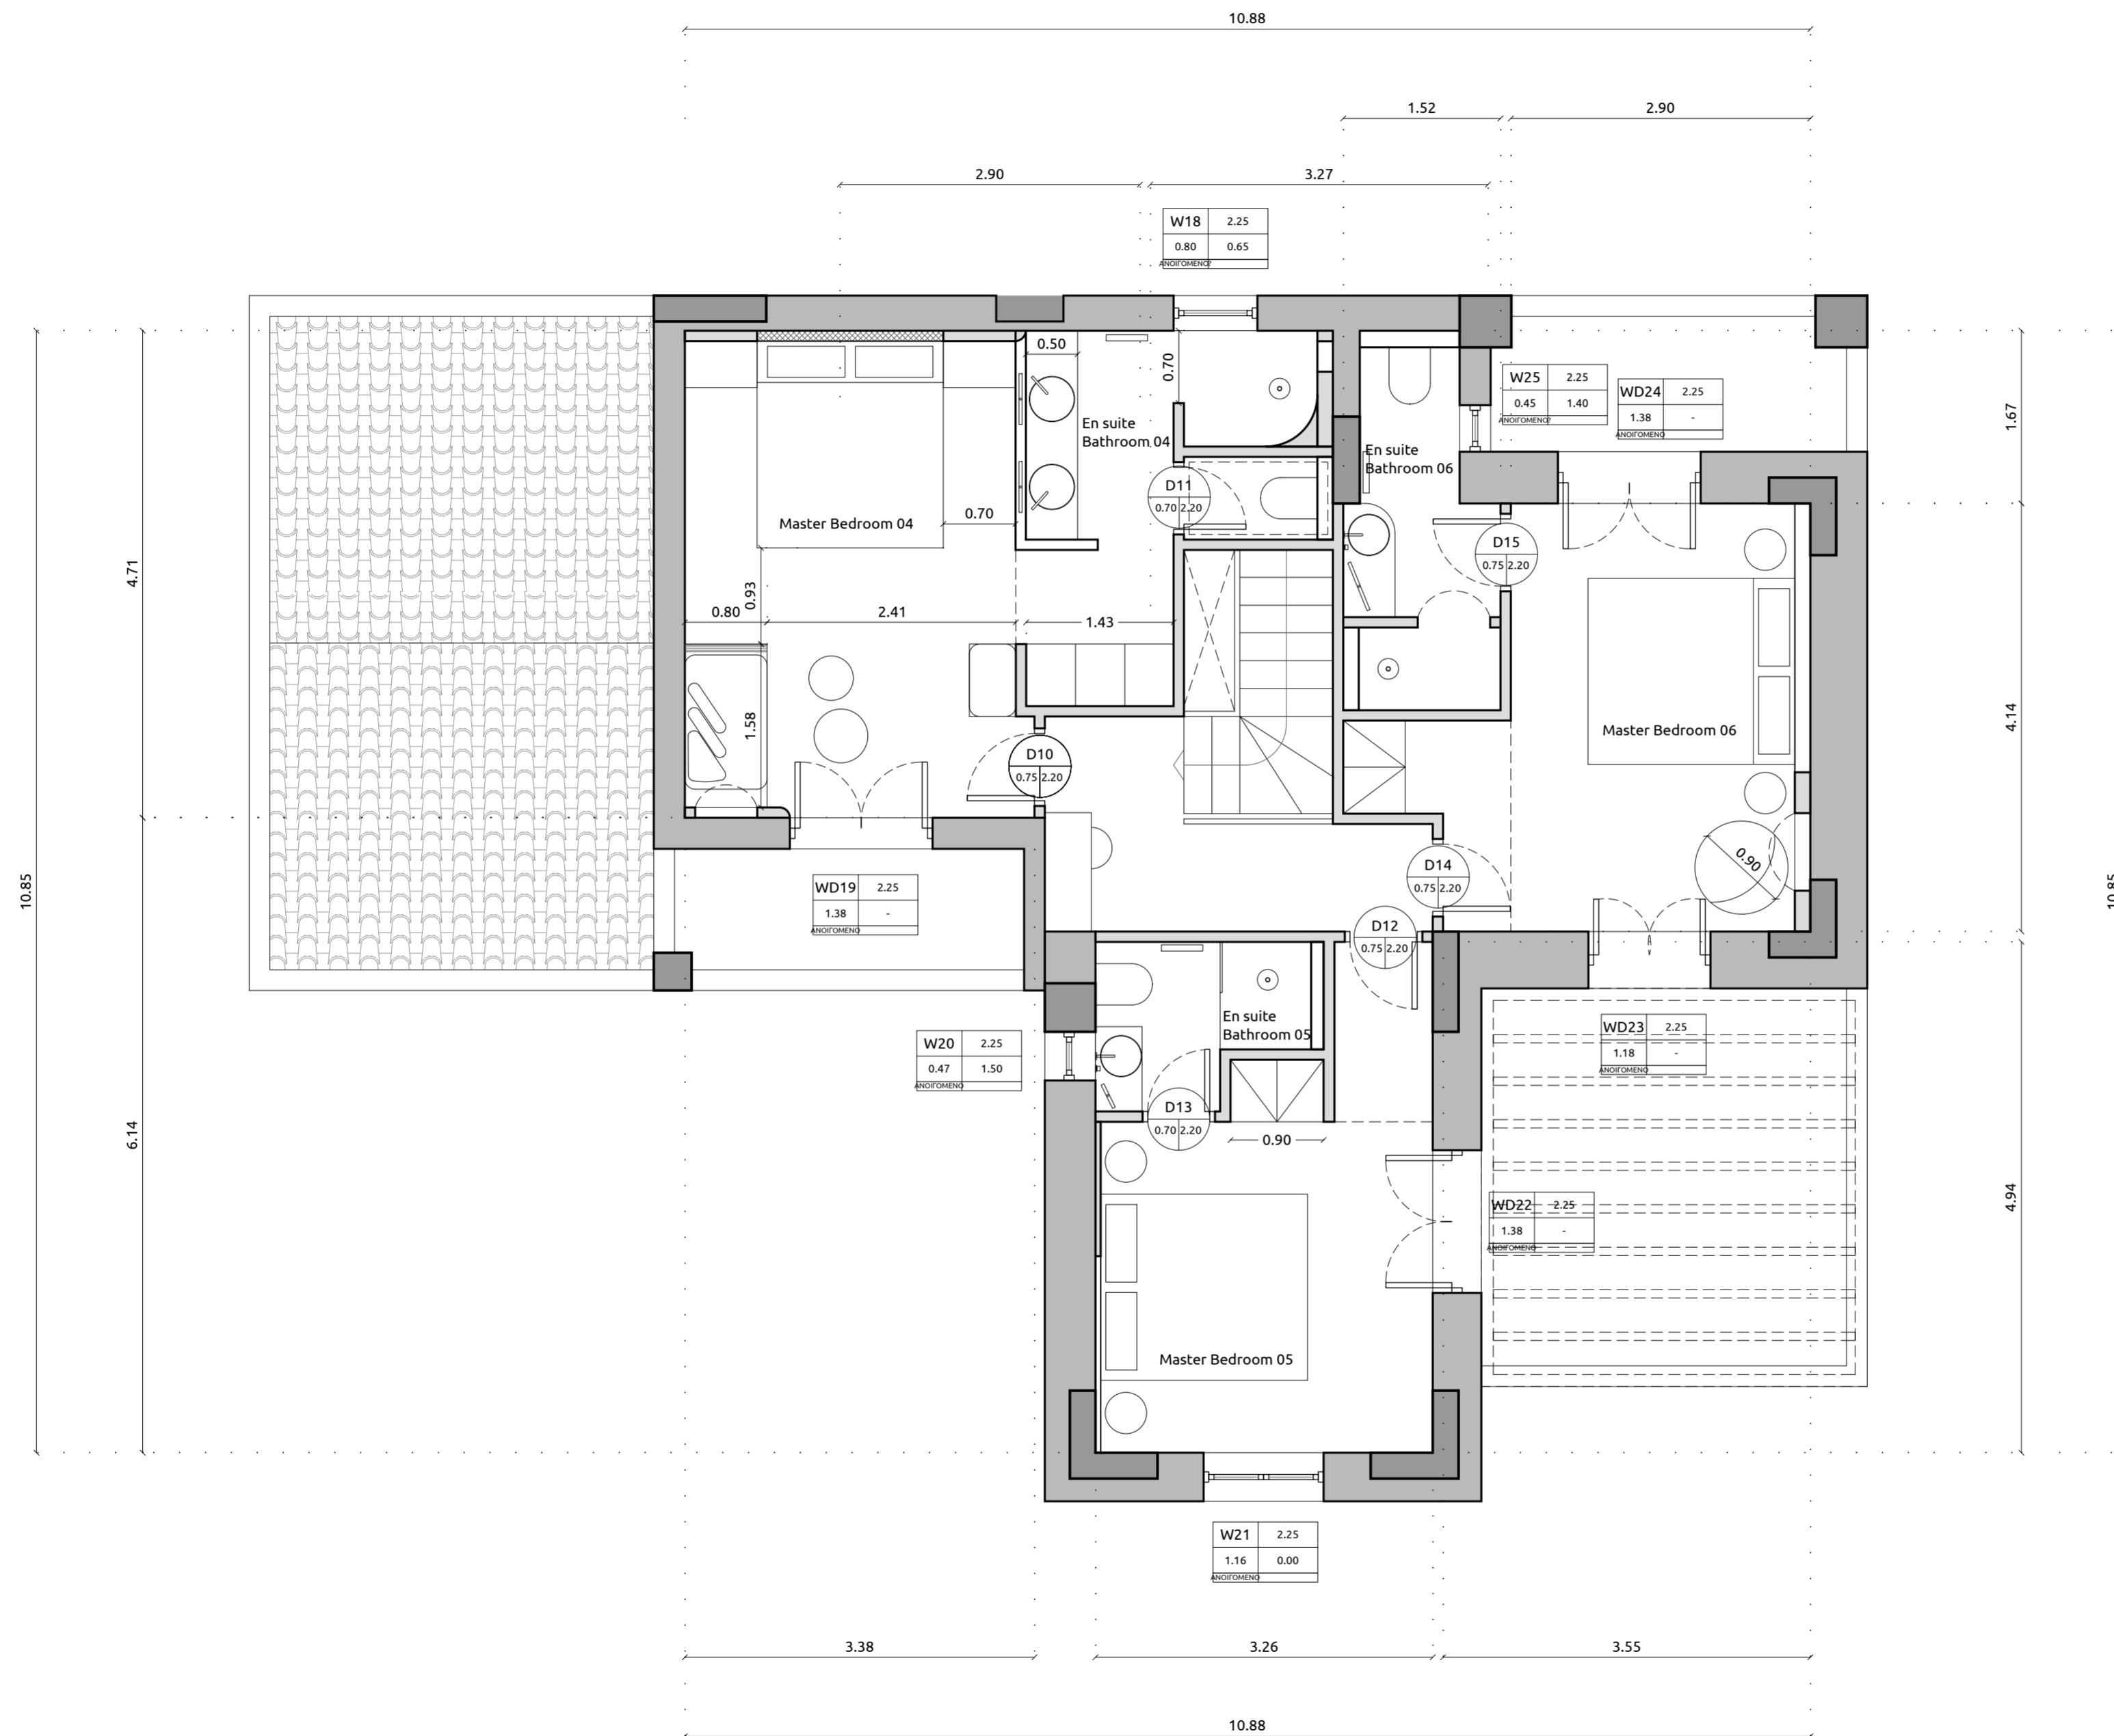 10.88
1.52
2.90
2.90
3.27
W18 2.25
0.80 0.65
ΑΝΟΙΓΟΜΕΝΟ?
0.50
0.70
En suite
Bathroom 04
W25 2.25
0.45 1.40
ΑΝΟΙΓΟΜΕΝΟ?
WD24 2.25
1.38 -
ΑΝΟΙΓΟΜΕΝΟ
1.67
En suite
Bathroom 06
D11
0.70 2.20
Master Bedroom 04
0.70
D15
0.75 2.20
4.71
0.93
0.80
2.41
1.43
1.58
Master Bedroom 06
4.14
D10
0.75 2.20
0.90
D14
0.75 2.20
10.85
10.85
WD19 2.25
1.38 -
ΑΝΟΙΓΟΜΕΝΟ
D12
0.75 2.20
En suite
Bathroom 05
W20 2.25
0.47 1.50
ΑΝΟΙΓΟΜΕΝΟ
WD23 2.25
1.18 -
ΑΝΟΙΓΟΜΕΝΟ
6.14
D13
0.70 2.20
0.90
WD22 2.25
1.38 -
ΑΝΟΙΓΟΜΕΝΟ
4.94
Master Bedroom 05
W21 2.25
1.16 0.00
ΑΝΟΙΓΟΜΕΝΟ
3.38
3.26
3.55
10.88